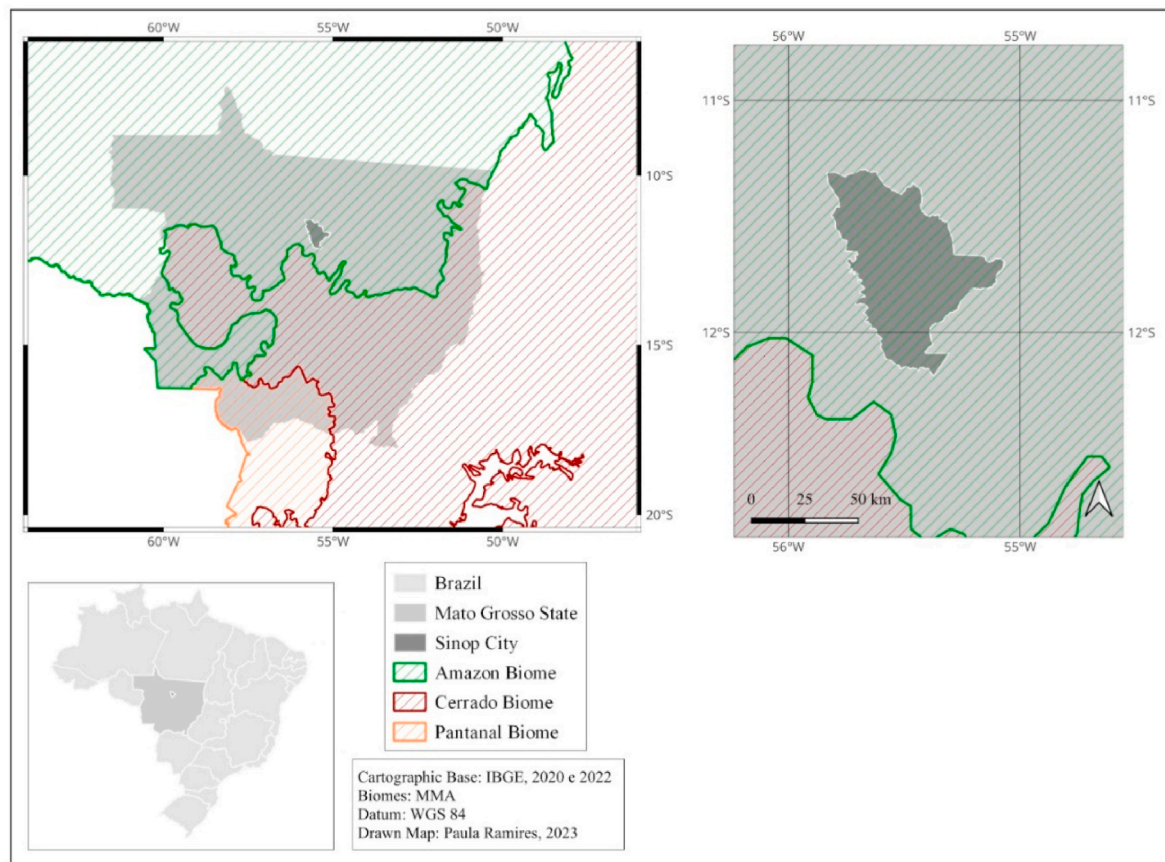 60°W 55°W 50°W
10°S
15°S
20°S
60°W 55°W 50°W
56°W 55°W
11°S 11°S
12°S 12°S
0 25 50 km
56°W 55°W
Brazil
Mato Grosso State
Sinop City
Amazon Biome
Cerrado Biome
Pantanal Biome
Cartographic Base: IBGE, 2020 e 2022
Biomes: MMA
Datum: WGS 84
Drawn Map: Paula Ramires, 2023